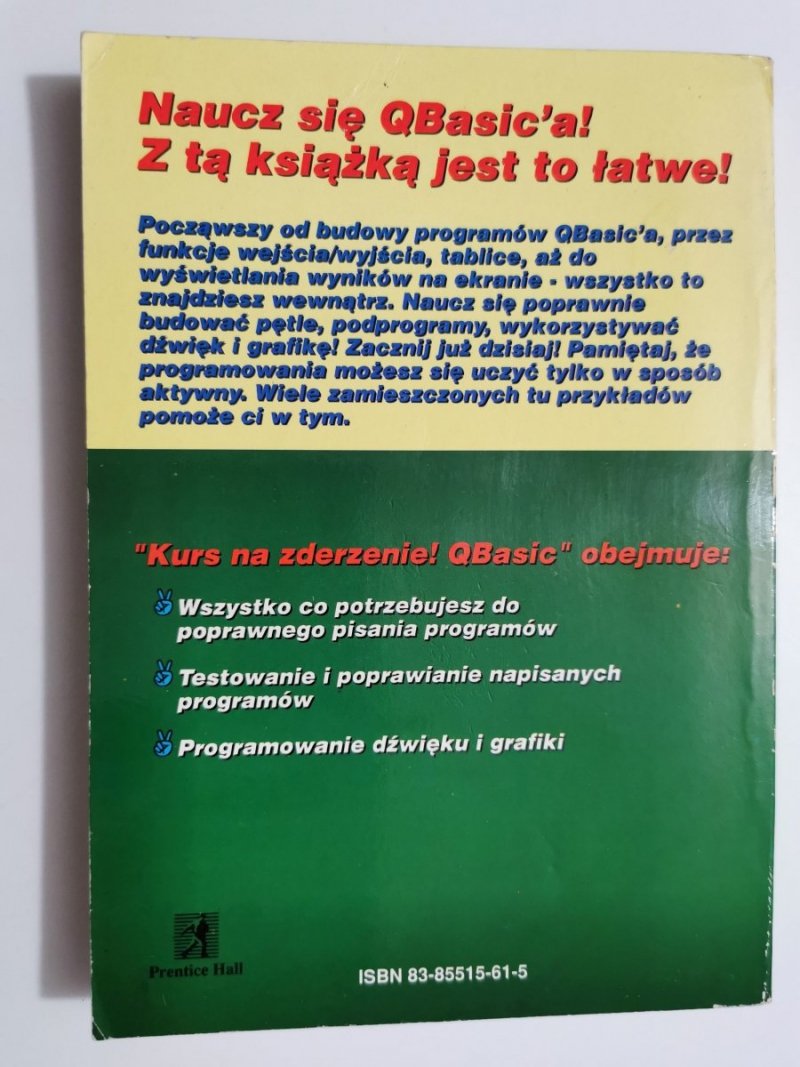 Naucz się QBasic'a!
Z tą książką jest to łatwe!
Począwszy od budowy programów QBasic'a, przez
funkcje wejścia/wyjścia, tablice, aż do
wyświetlania wyników na ekranie - wszystko to
znajdziesz wewnątrz. Naucz się poprawnie
budować pętle, podprogramy, wykorzystywać
dźwięk i grafikę! Zacznij już dzisiaj! Pamiętaj, że
programowania możesz się uczyć tylko w sposób
aktywny. Wiele zamieszczonych tu przykładów
pomoże ci w tym.
"Kurs na zderzenie! QBasic" obejmuje:
Wszystko co potrzebujesz do
poprawnego pisania programów
Testowanie i poprawianie napisanych
programów
Programowanie dźwięku i grafiki
Prentice Hall
ISBN 83-85515-61-5